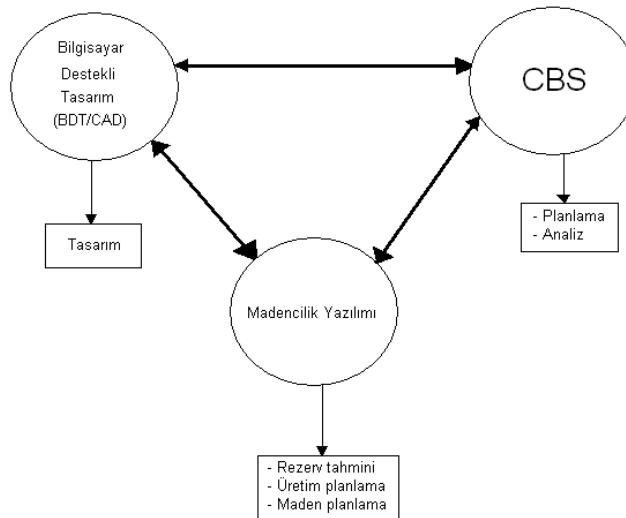 Bilgisayar
Destekli
Tasarım
(BDT/CAD)
CBS
Tasarım
- Planlama
- Analiz
Madencilik Yazılımı
- Rezerv tahmini
- Üretim planlama
- Maden planlama